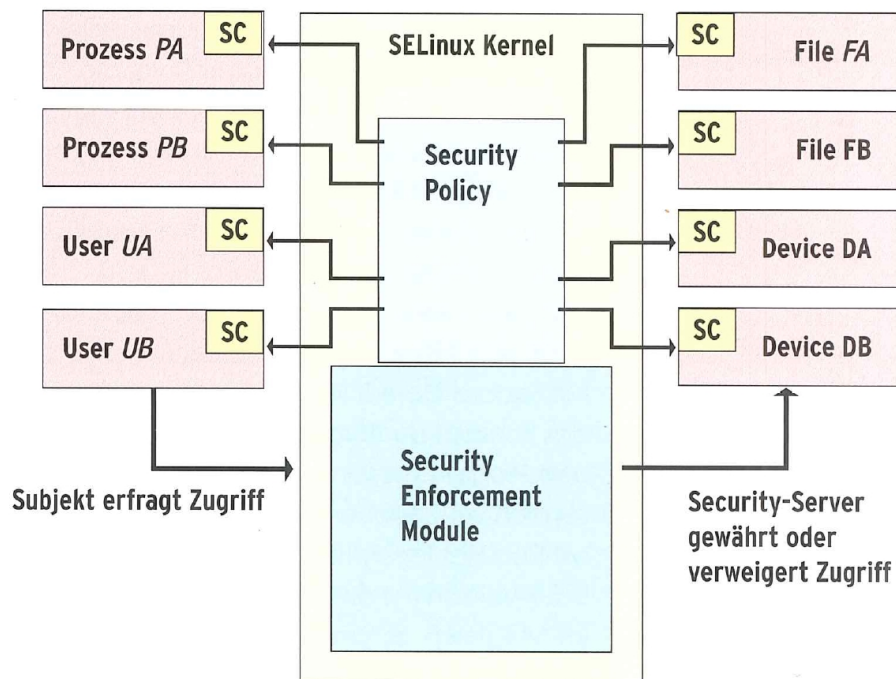 Prozess PA
SC
SELinux Kernel
SC
File FA
Prozess PB
SC
Security
Policy
SC
File FB
User UA
SC
SC
Device DA
User UB
SC
SC
Device DB
Subjekt erfragt Zugriff
Security
Enforcement
Module
Security-Server
gewährt oder
verweigert Zugriff